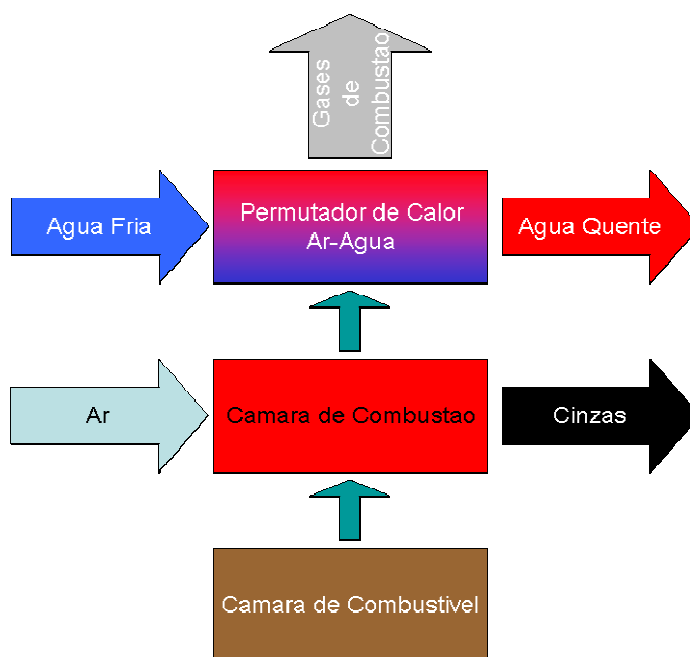 Gases
de
Combustao
Agua Fria
Permutador de Calor
Ar-Agua
Agua Quente
Ar
Camara de Combustao
Cinzas
Camara de Combustivel